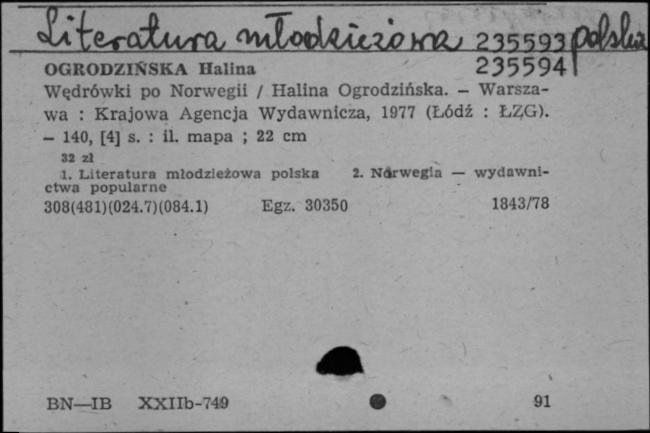 Literatura młodzieżowa polska
235593
235594
OGRODZIŃSKA Halina
Wędrówki po Norwegii / Halina Ogrodzińska. — Warsza-
wa : Krajowa Agencja Wydawnicza, 1977 (Łódź : ŁZG).
— 140, [4] s. : il. mapa ; 22 cm
32 zł
1. Literatura młodzieżowa polska 2. Norwegia — wydawni-
ctwa popularne
308(481)(024.7)(084.1) Egz. 30350 1843/78
BN—IB XXIIb-749 91